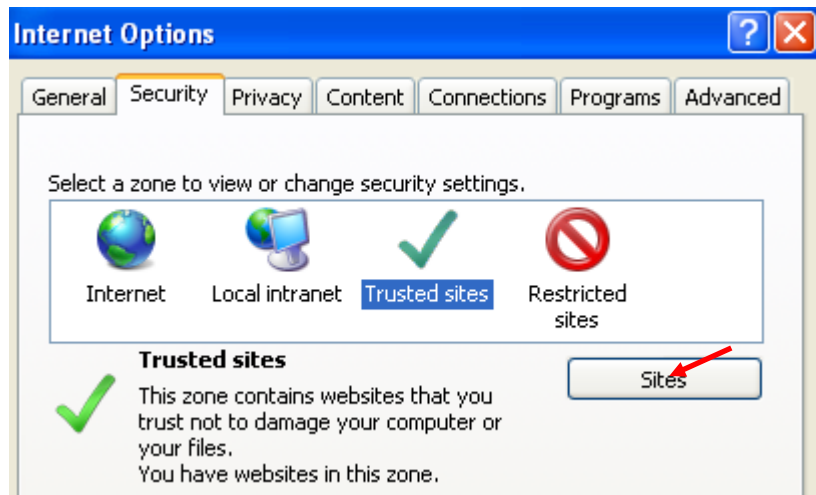 Internet Options
General Security Privacy Content Connections Programs Advanced
Select a zone to view or change security settings.
Internet Local intranet Trusted sites Restricted
sites
Trusted sites
Sites
This zone contains websites that you
trust not to damage your computer or
your files.
You have websites in this zone.